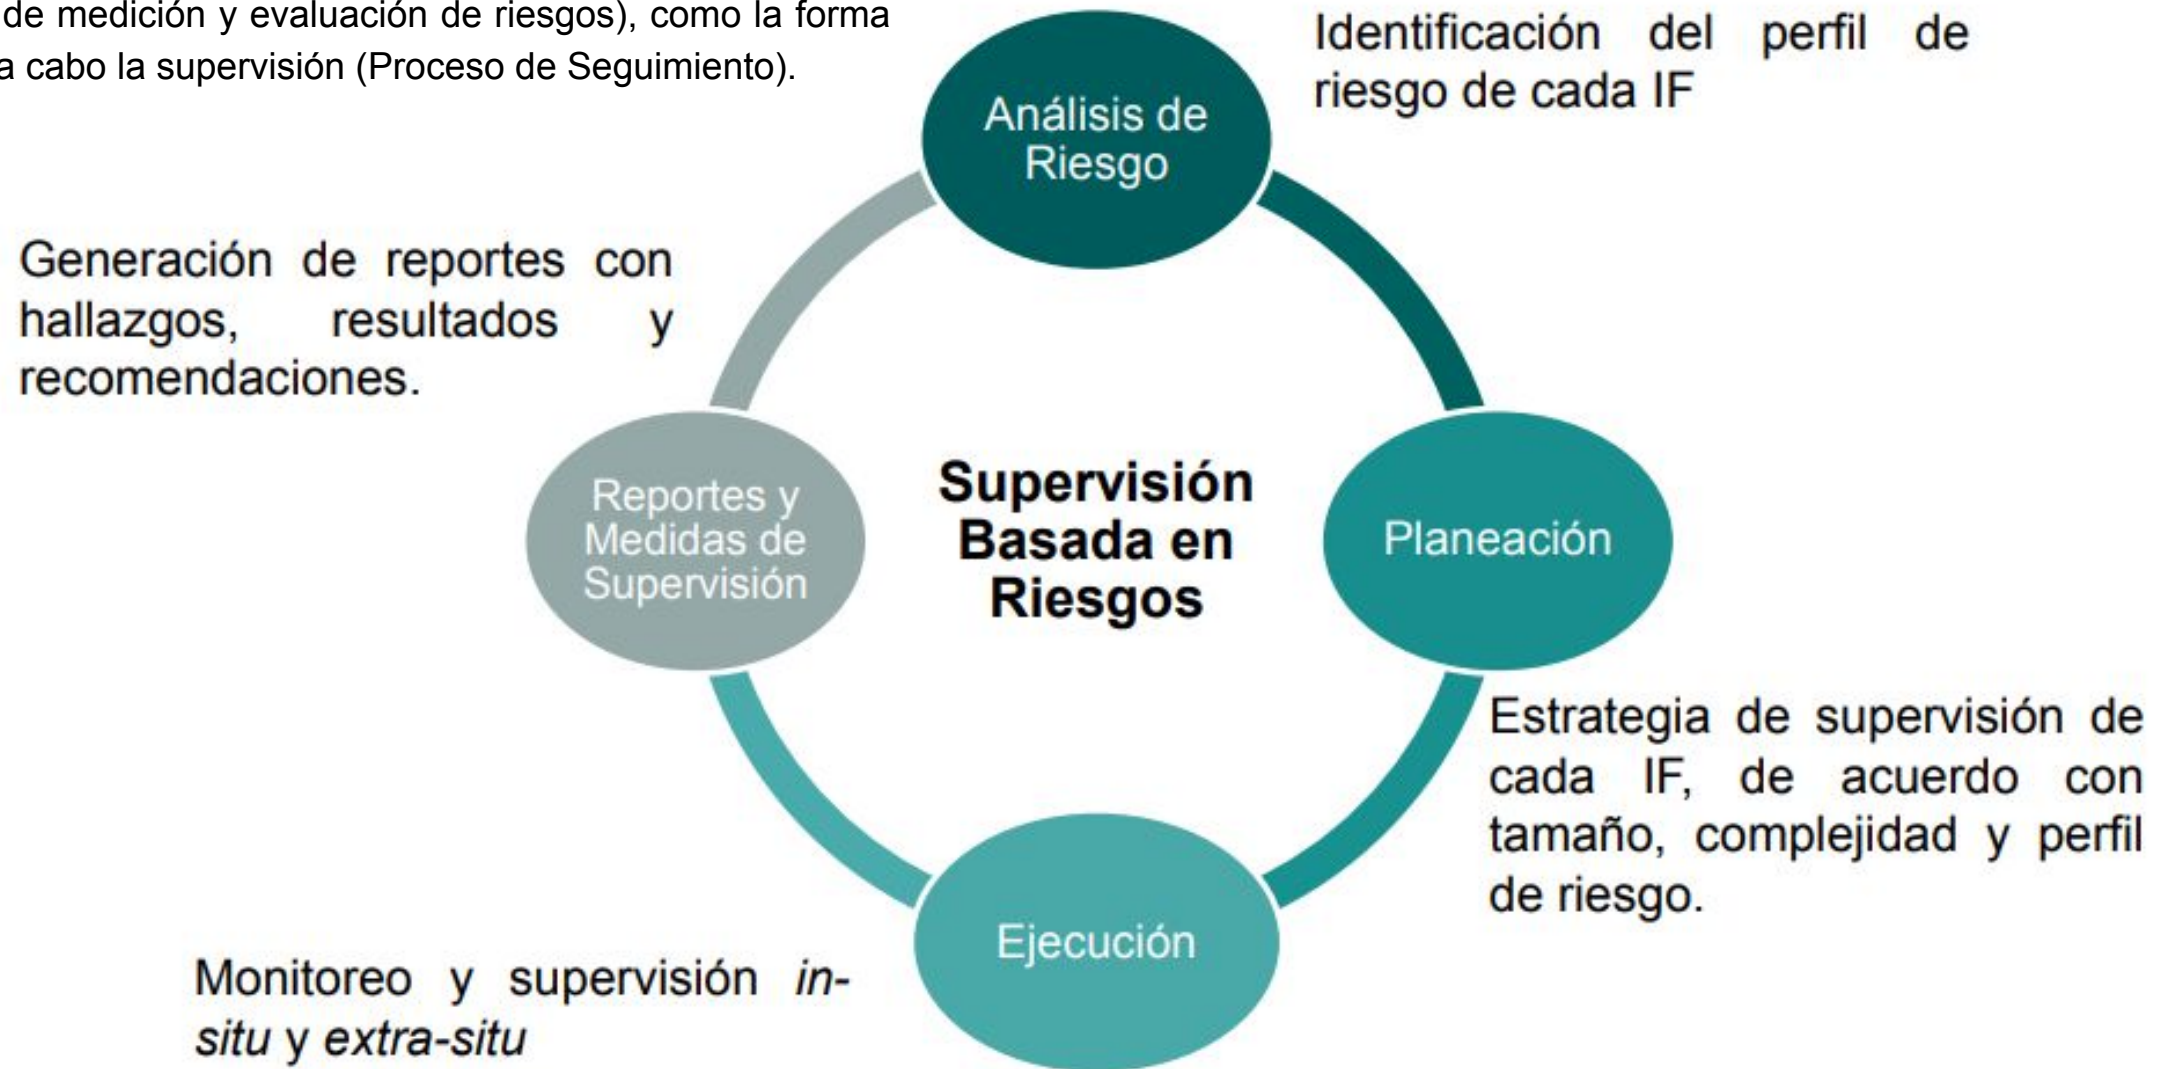 de medición y evaluación de riesgos), como la forma
a cabo la supervisión (Proceso de Seguimiento).
Identificación del perfil de
riesgo de cada IF
Análisis de
Riesgo
Generación de reportes con
hallazgos, resultados y
recomendaciones.
Reportes y
Medidas de
Supervisión
Supervisión
Basada en
Riesgos
Planeación
Estrategia de supervisión de
cada IF, de acuerdo con
tamaño, complejidad y perfil
de riesgo.
Ejecución
Monitoreo y supervisión in-
situ y extra-situ